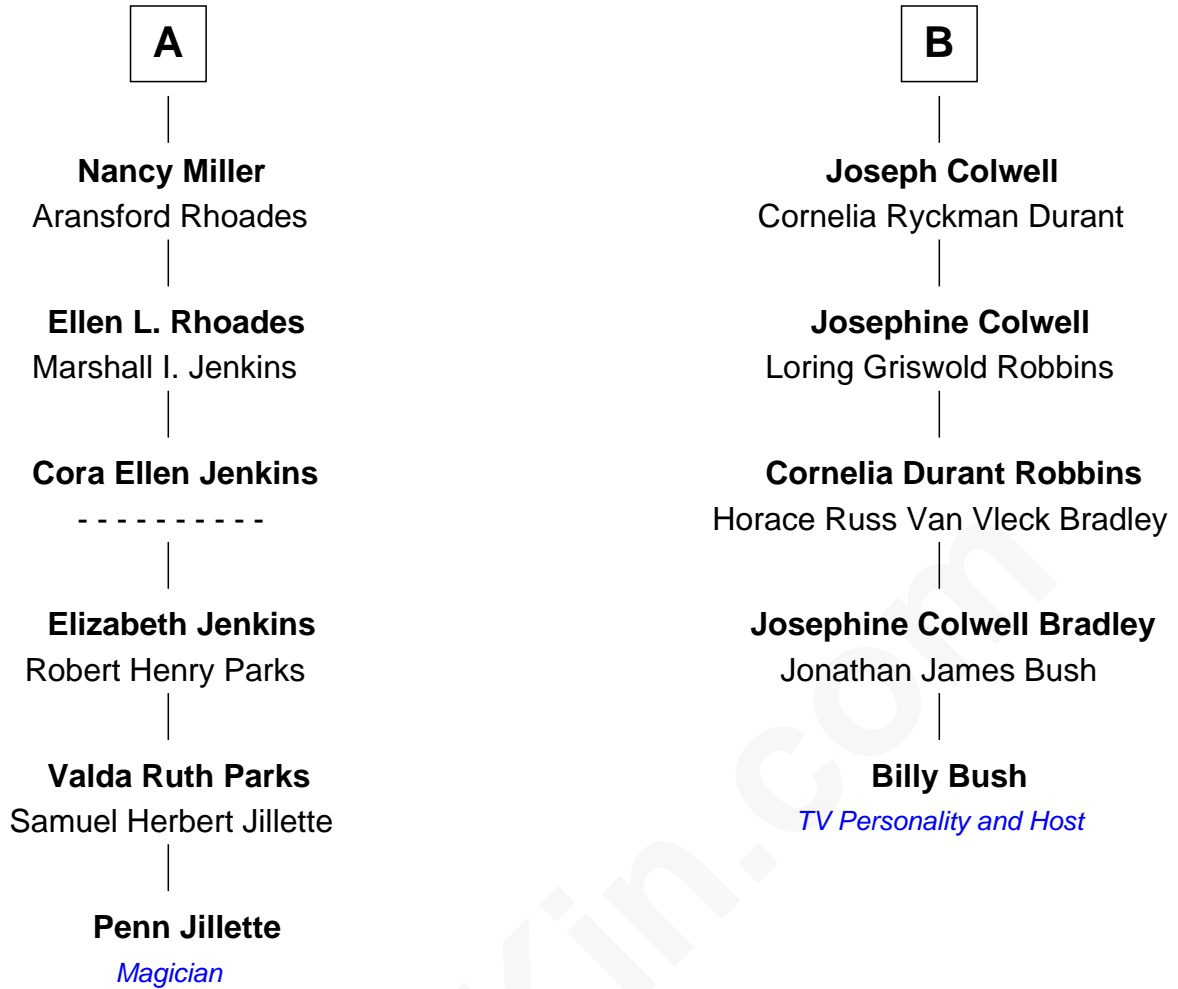 A
Nancy Miller
Aransford Rhoades
Ellen L. Rhoades
Marshall I. Jenkins
Cora Ellen Jenkins
- - - - - - - - - -
Elizabeth Jenkins
Robert Henry Parks
Valda Ruth Parks
Samuel Herbert Jillette
Penn Jillette
Magician
B
Joseph Colwell
Cornelia Ryckman Durant
Josephine Colwell
Loring Griswold Robbins
Cornelia Durant Robbins
Horace Russ Van Vleck Bradley
Josephine Colwell Bradley
Jonathan James Bush
Billy Bush
TV Personality and Host
Kin.com